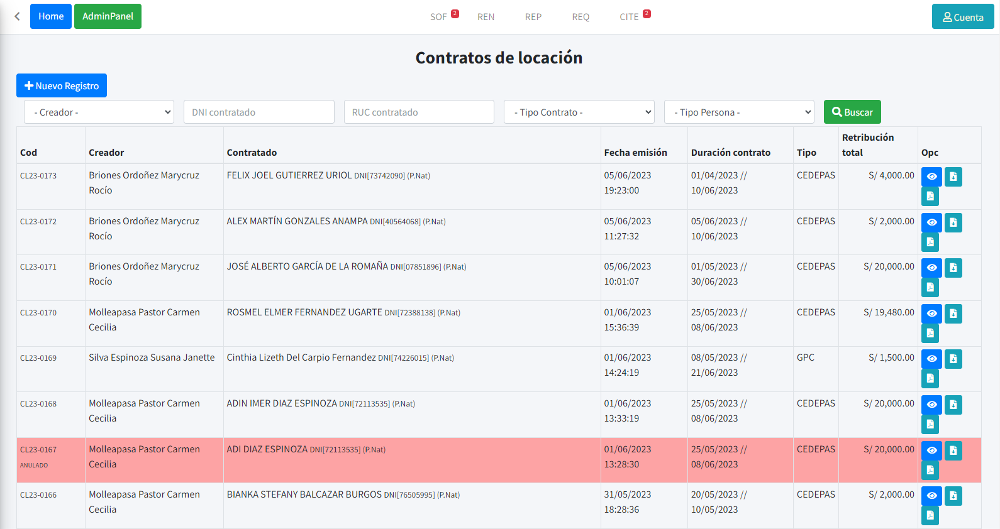 Home AdminPanel SOF 2 REN REP REQ CITE 2 Cuenta
Contratos de locación
Nuevo Registro
- Creador - DNI contratado RUC contratado - Tipo Contrato - - Tipo Persona - Buscar
Cod Creador Contratado Fecha emisión Duración contrato Tipo Retribución total Opc
CL23-0173 Briones Ordoñez Marycruz FELIX JOEL GUTIERREZ URIOL DNI[73742090] (P.Nat) 05/06/2023 01/04/2023 // CEDEPAS S/ 4,000.00
Rocío 19:23:00 10/06/2023
CL23-0172 Briones Ordoñez Marycruz ALEX MARTÍN GONZALES ANAMPA DNI[40564068] (P.Nat) 05/06/2023 05/06/2023 // CEDEPAS S/ 2,000.00
Rocío 11:27:32 10/06/2023
CL23-0171 Briones Ordoñez Marycruz JOSÉ ALBERTO GARCÍA DE LA ROMAÑA DNI[07851896] (P.Nat) 05/06/2023 01/05/2023 // CEDEPAS S/ 20,000.00
Rocío 10:01:07 30/06/2023
CL23-0170 Molleapasa Pastor Carmen ROSMEL ELMER FERNANDEZ UGARTE DNI[72388138] (P.Nat) 01/06/2023 25/05/2023 // CEDEPAS S/ 19,480.00
Cecilia 15:36:39 08/06/2023
CL23-0169 Silva Espinoza Susana Janette Cinthia Lizeth Del Carpio Fernandez DNI[74226015] (P.Nat) 01/06/2023 08/05/2023 // GPC S/ 1,500.00
14:24:19 21/06/2023
CL23-0168 Molleapasa Pastor Carmen ADIN IMER DIAZ ESPINOZA DNI[72113535] (P.Nat) 01/06/2023 25/05/2023 // CEDEPAS S/ 20,000.00
Cecilia 13:33:19 08/06/2023
CL23-0167 Molleapasa Pastor Carmen ADI DIAZ ESPINOZA DNI[72113535] (P.Nat) 01/06/2023 25/05/2023 // CEDEPAS S/ 20,000.00
ANULADO Cecilia 13:28:30 08/06/2023
CL23-0166 Molleapasa Pastor Carmen BIANKA STEFANY BALCAZAR BURGOS DNI[76505995] (P.Nat) 31/05/2023 20/05/2023 // CEDEPAS S/ 2,000.00
Cecilia 18:28:36 10/05/2023